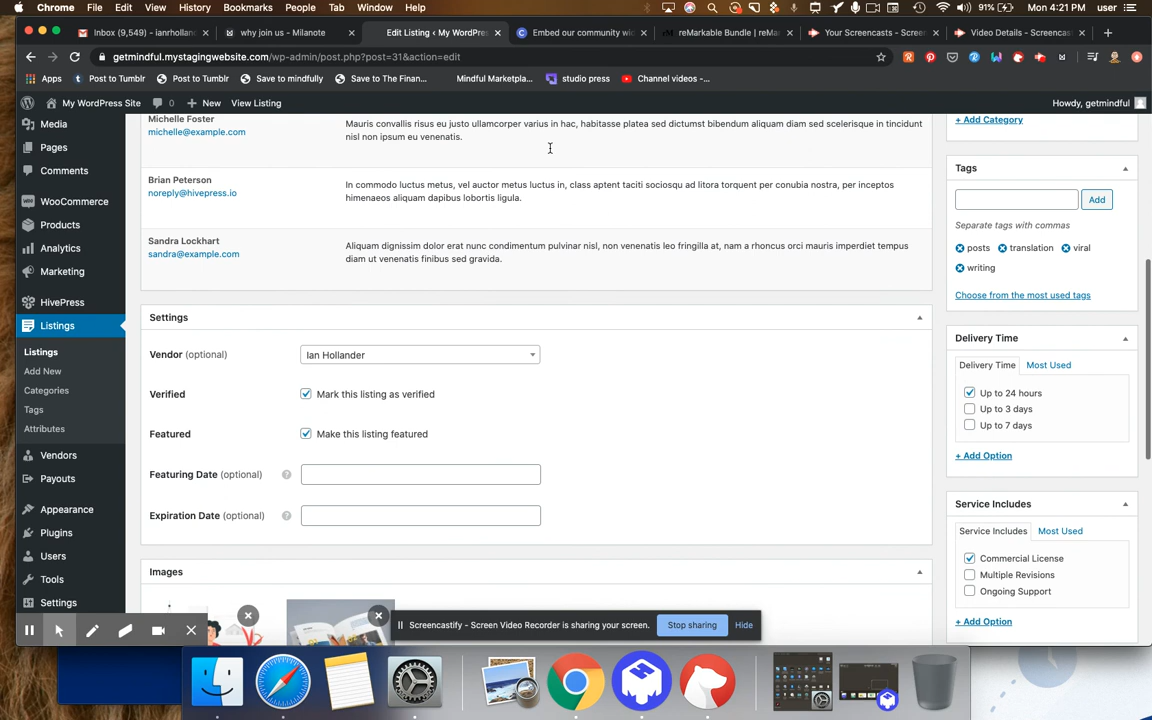 Chrome File Edit View History Bookmarks People Tab Window Help 91% Mon 4:21 PM user
Inbox (9,549) - ianrholland why join us - Milanote Edit Listing ‹ My WordPress Embed our community wi reMarkable Bundle | reMar Your Screencasts - Screen Video Details - Screencast
getmindful.mystagingwebsite.com/wp-admin/post.php?post=31&action=edit
Apps Post to Tumblr Post to Tumblr Save to mindfully Save to The Finan... Mindful Marketpla... studio press Channel videos -...
My WordPress Site 0 + New View Listing Howdy, getmindful
Media
Pages
Comments
WooCommerce
Products
Analytics
Marketing
HivePress
Listings
Listings
Add New
Categories
Tags
Attributes
Vendors
Payouts
Appearance
Plugins
Users
Tools
Settings
Michelle Foster
michelle@example.com
Mauris convallis risus eu justo ullamcorper varius in hac, habitasse platea sed dictumst bibendum aliquam diam sed scelerisque in tincidunt
nisl non ipsum eu venenatis.
Brian Peterson
noreply@hivepress.io
In commodo luctus metus, vel auctor metus luctus in, class aptent taciti sociosqu ad litora torquent per conubia nostra, per inceptos
himenaeos aliquam dapibus lobortis ligula.
Sandra Lockhart
sandra@example.com
Aliquam dignissim dolor erat nunc condimentum pulvinar nisl, non venenatis leo fringilla at, nam a rhoncus orci mauris imperdiet tempus
diam ut venenatis finibus sed gravida.
Settings
Vendor (optional) Ian Hollander
Verified Mark this listing as verified
Featured Make this listing featured
Featuring Date (optional) ?
Expiration Date (optional) ?
Images
+ Add Category
Tags
Add
Separate tags with commas
posts translation viral
writing
Choose from the most used tags
Delivery Time
Delivery Time Most Used
Up to 24 hours
Up to 3 days
Up to 7 days
+ Add Option
Service Includes
Service Includes Most Used
Commercial License
Multiple Revisions
Ongoing Support
+ Add Option
Screencastify - Screen Video Recorder is sharing your screen. Stop sharing Hide